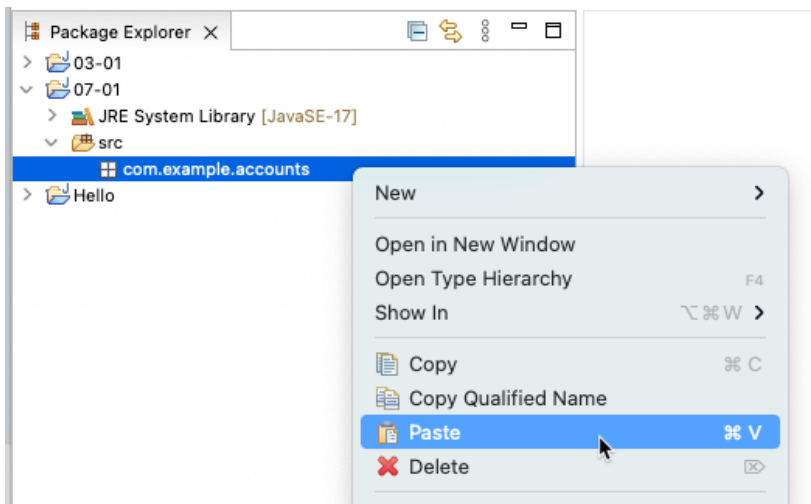 Package Explorer
03-01
07-01
JRE System Library [JavaSE-17]
src
com.example.accounts
Hello
New
Open in New Window
Open Type Hierarchy F4
Show In ⌥⌘W
Copy ⌘ C
Copy Qualified Name
Paste ⌘ V
Delete ⌦